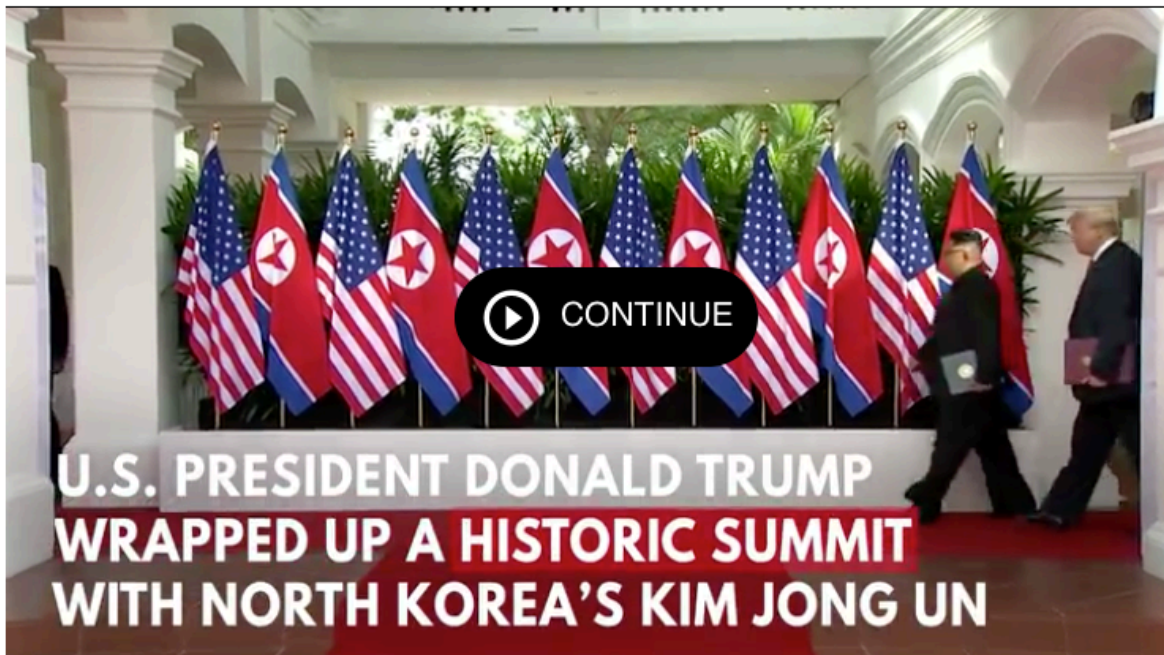 CONTINUE
U.S. PRESIDENT DONALD TRUMP
WRAPPED UP A HISTORIC SUMMIT
WITH NORTH KOREA'S KIM JONG UN